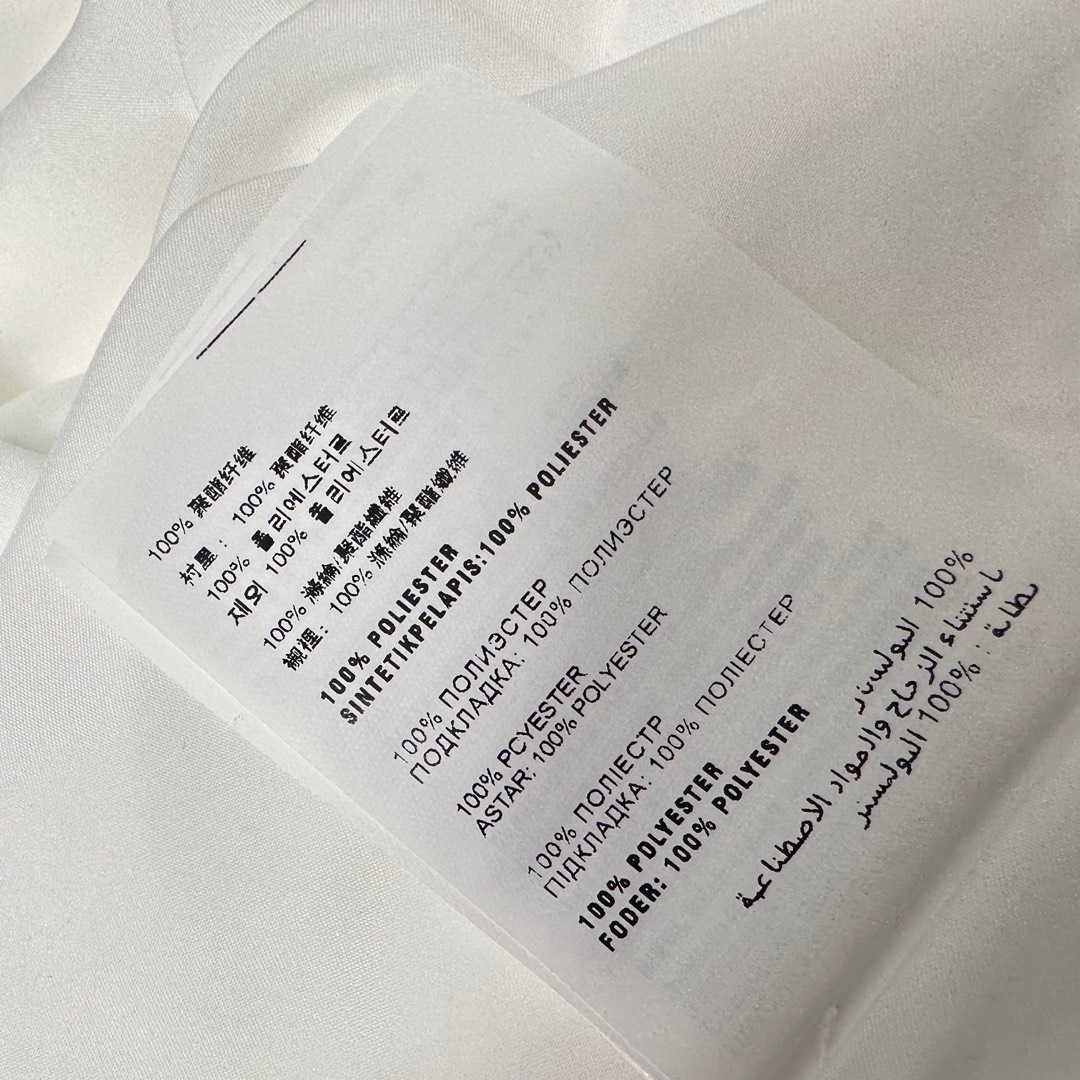 100% 聚酯纤维
衬里: 100% 聚酯纤维
100% 폴리에스터르
제외 100% 폴리에스터르
100% 滌綸/聚酯纖維
襯裡: 100% 滌綸/聚酯纖維
100% POLIESTER
SINTETIKPELAPIS:100% POLIESTER
100% ПОЛИЭСТЕР
ПОДКЛАДКА: 100% ПОЛИЭСТЕР
100% PCYESTER
ASTAR: 100% POLYESTER
100% ПОЛІЕСТР
ПІДКЛАДКА: 100% ПОЛІЕСТЕР
100% POLYESTER
FODER: 100% POLYESTER
100% البوليستر
باستثناء الزجاج والمواد الاصطناعية
بطانة: 100% البوليستر